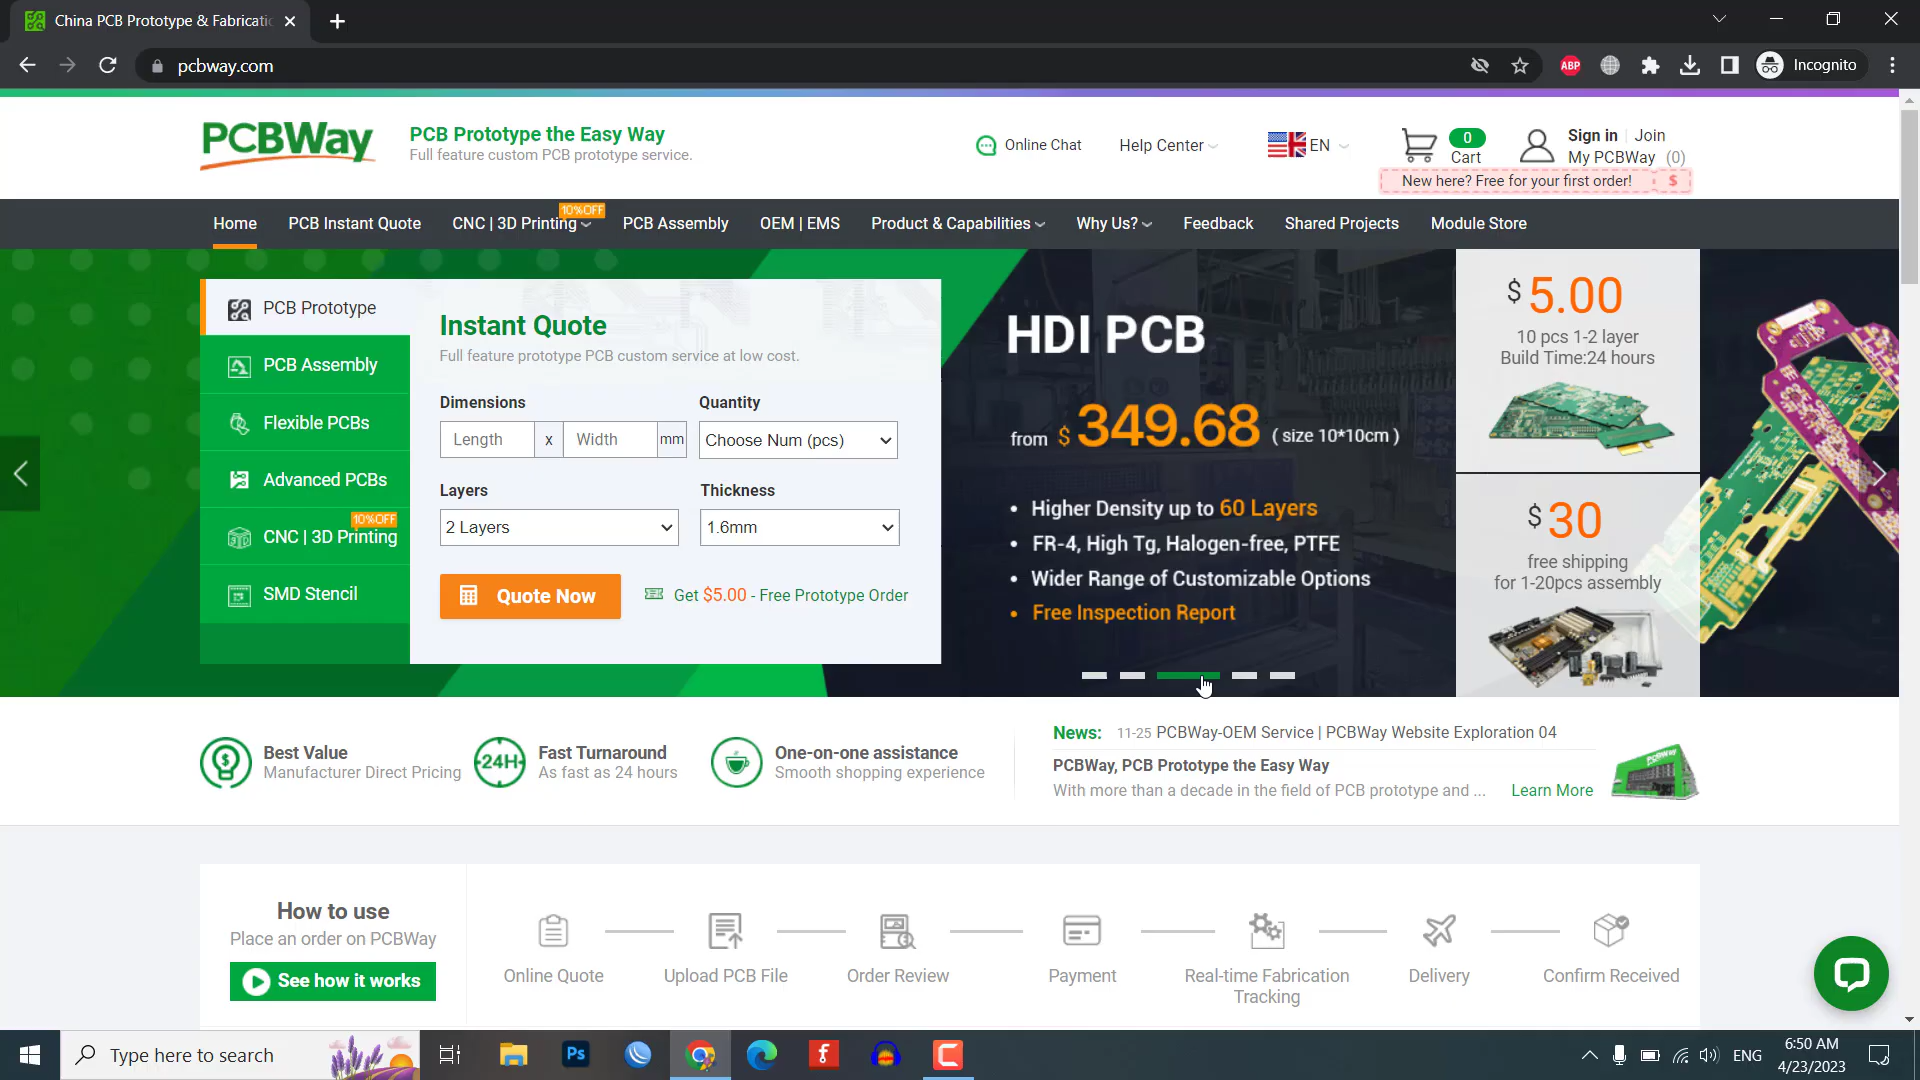 China PCB Prototype & Fabricatio
pcbway.com
ABP
Incognito
PCBWay
PCB Prototype the Easy Way
Full feature custom PCB prototype service.
Online Chat
Help Center
EN
0
Cart
Sign in | Join
My PCBWay (0)
New here? Free for your first order! $
Home
PCB Instant Quote
CNC | 3D Printing
10%OFF
PCB Assembly
OEM | EMS
Product & Capabilities
Why Us?
Feedback
Shared Projects
Module Store
PCB Prototype
PCB Assembly
Flexible PCBs
Advanced PCBs
10%OFF
CNC | 3D Printing
SMD Stencil
Instant Quote
Full feature prototype PCB custom service at low cost.
Dimensions
Quantity
Length x Width mm
Choose Num (pcs)
Layers
Thickness
2 Layers
1.6mm
Quote Now
Get $5.00 - Free Prototype Order
HDI PCB
from $ 349.68 ( size 10*10cm )
• Higher Density up to 60 Layers
• FR-4, High Tg, Halogen-free, PTFE
• Wider Range of Customizable Options
• Free Inspection Report
$ 5.00
10 pcs 1-2 layer
Build Time:24 hours
$ 30
free shipping
for 1-20pcs assembly
Best Value
Manufacturer Direct Pricing
24H
Fast Turnaround
As fast as 24 hours
One-on-one assistance
Smooth shopping experience
News: 11-25 PCBWay-OEM Service | PCBWay Website Exploration 04
PCBWay, PCB Prototype the Easy Way
With more than a decade in the field of PCB prototype and ... Learn More
How to use
Place an order on PCBWay
See how it works
Online Quote
Upload PCB File
Order Review
Payment
Real-time Fabrication
Tracking
Delivery
Confirm Received
Type here to search
Ps
ENG
6:50 AM
4/23/2023